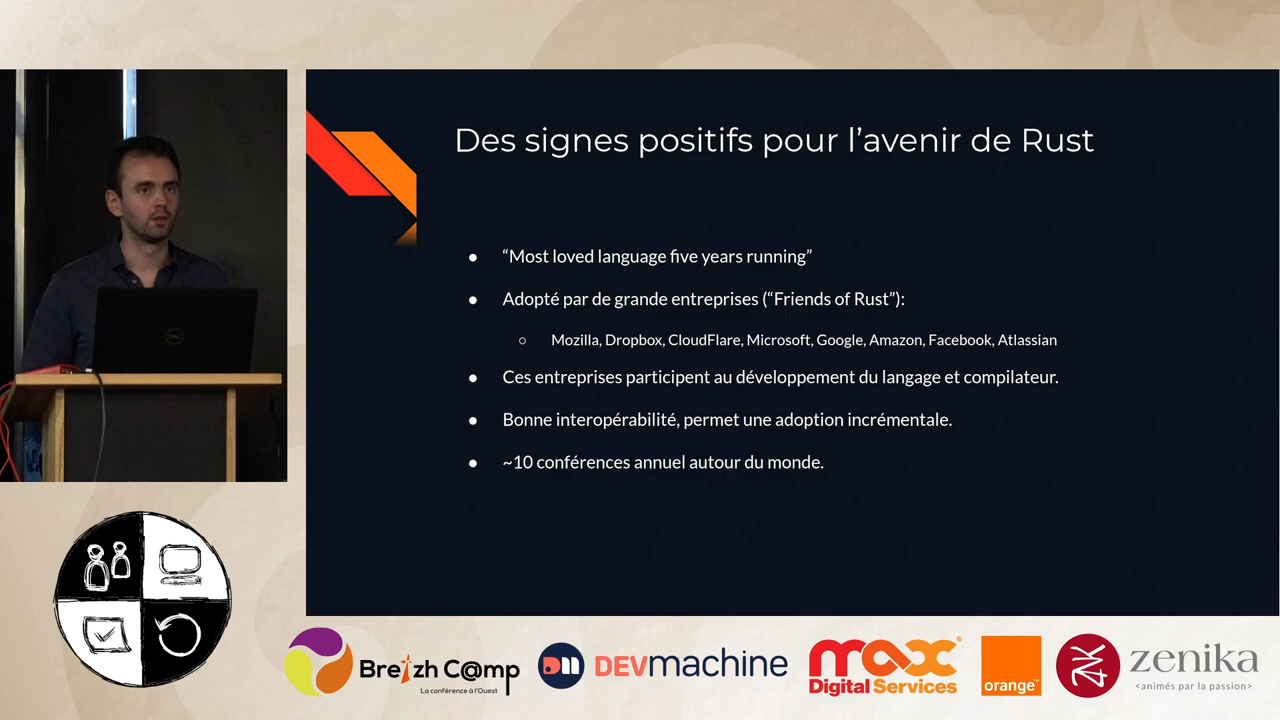 Des signes positifs pour l’avenir de Rust
● “Most loved language five years running”
● Adopté par de grande entreprises (“Friends of Rust”):
○ Mozilla, Dropbox, CloudFlare, Microsoft, Google, Amazon, Facebook, Atlassian
● Ces entreprises participent au développement du langage et compilateur.
● Bonne interopérabilité, permet une adoption incrémentale.
● ~10 conférences annuel autour du monde.
DELL
Breizh C@mp
La conférence à l'Ouest
DEVmachine
max
Digital Services
orange™
zenika
<animés par la passion>